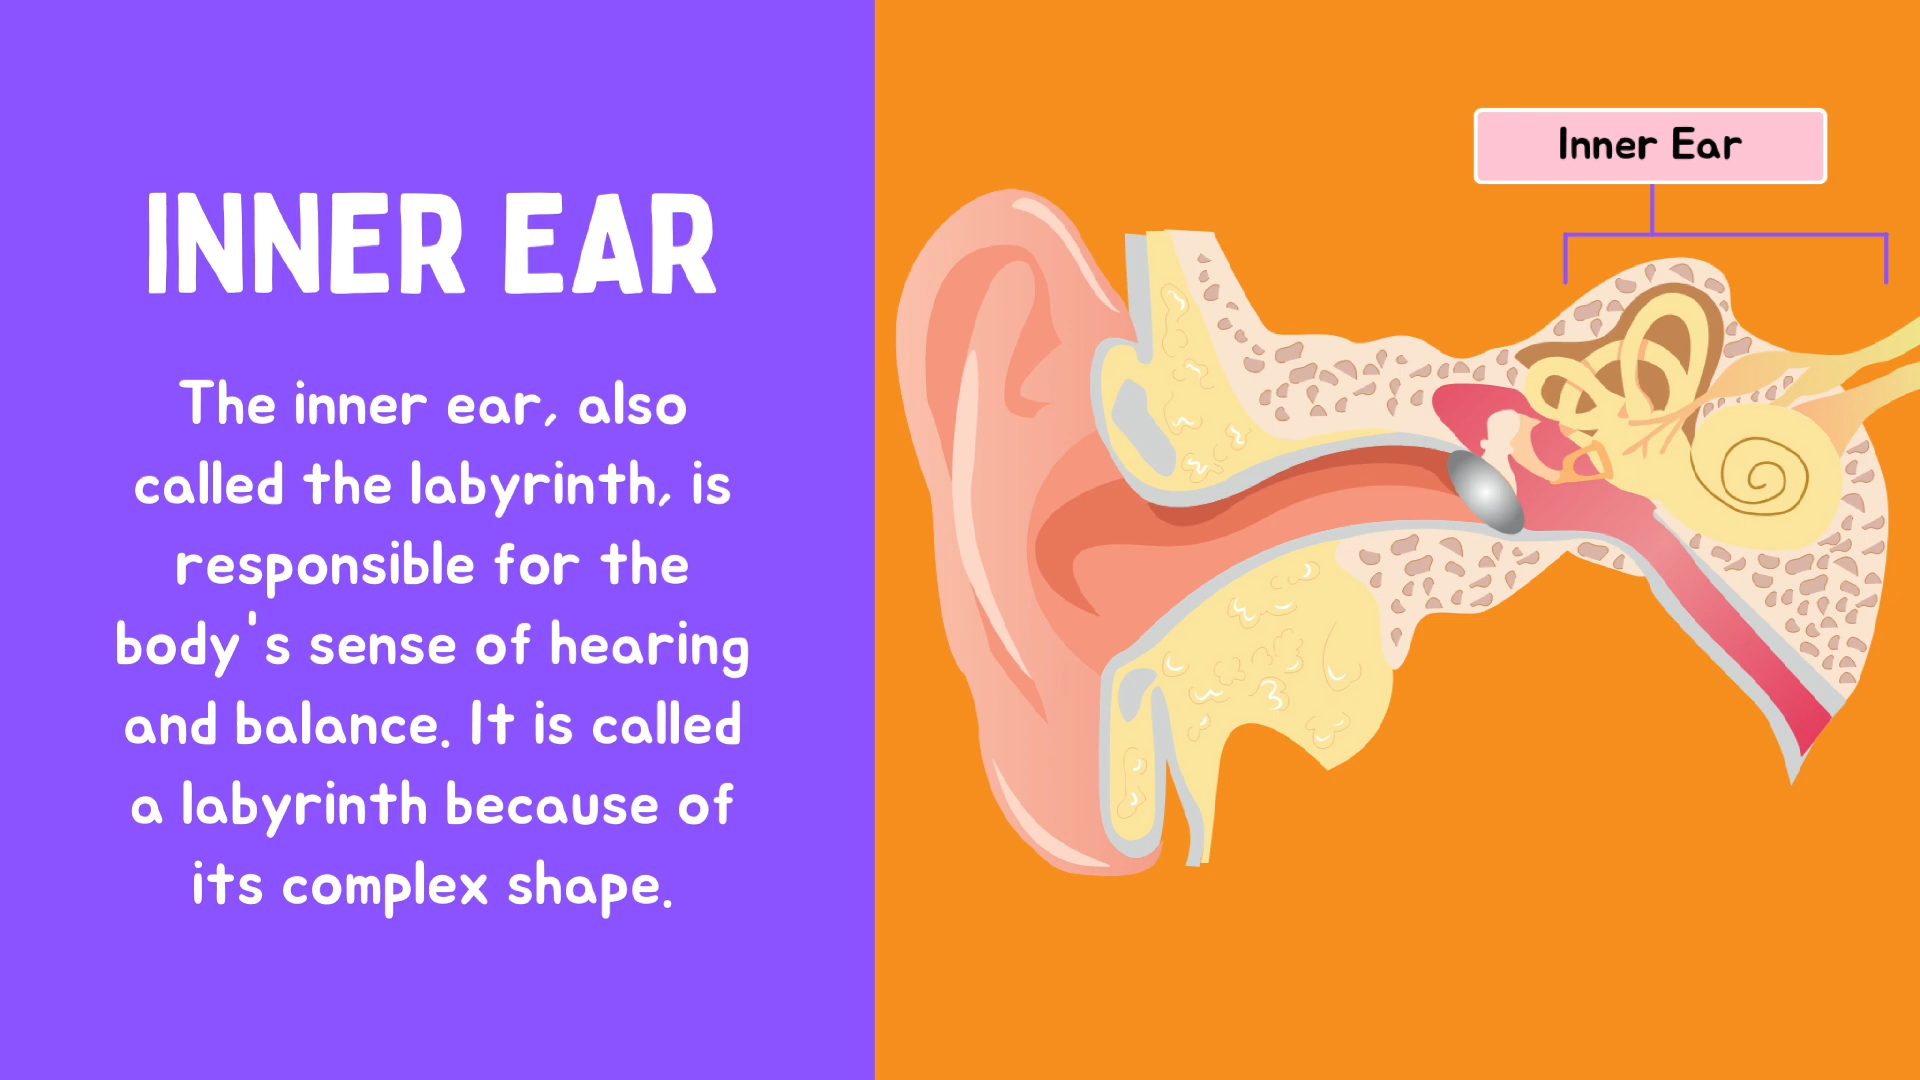 INNER EAR
The inner ear, also
called the labyrinth, is
responsible for the
body's sense of hearing
and balance. It is called
a labyrinth because of
its complex shape.
Inner Ear